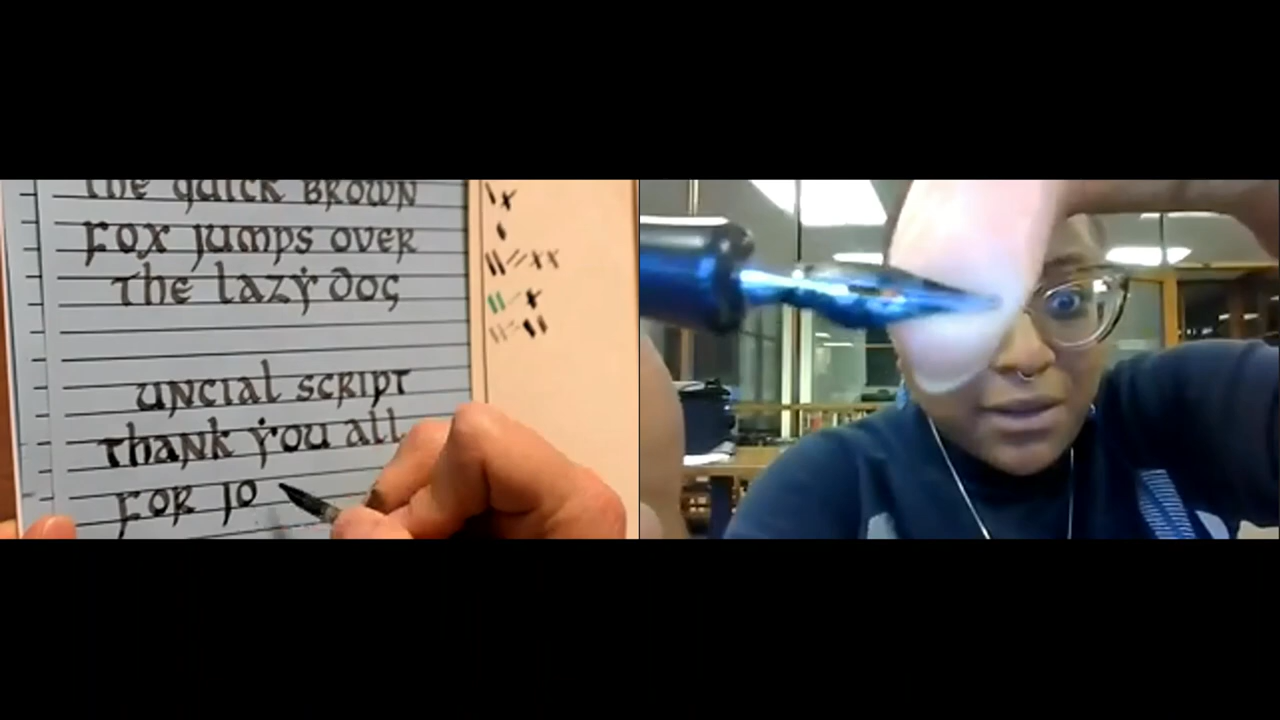 THE QUICK BROWN
FOX JUMPS OVER
The lazy dog
UNCIAL SCRIPT
ThANK you all
FOR JO